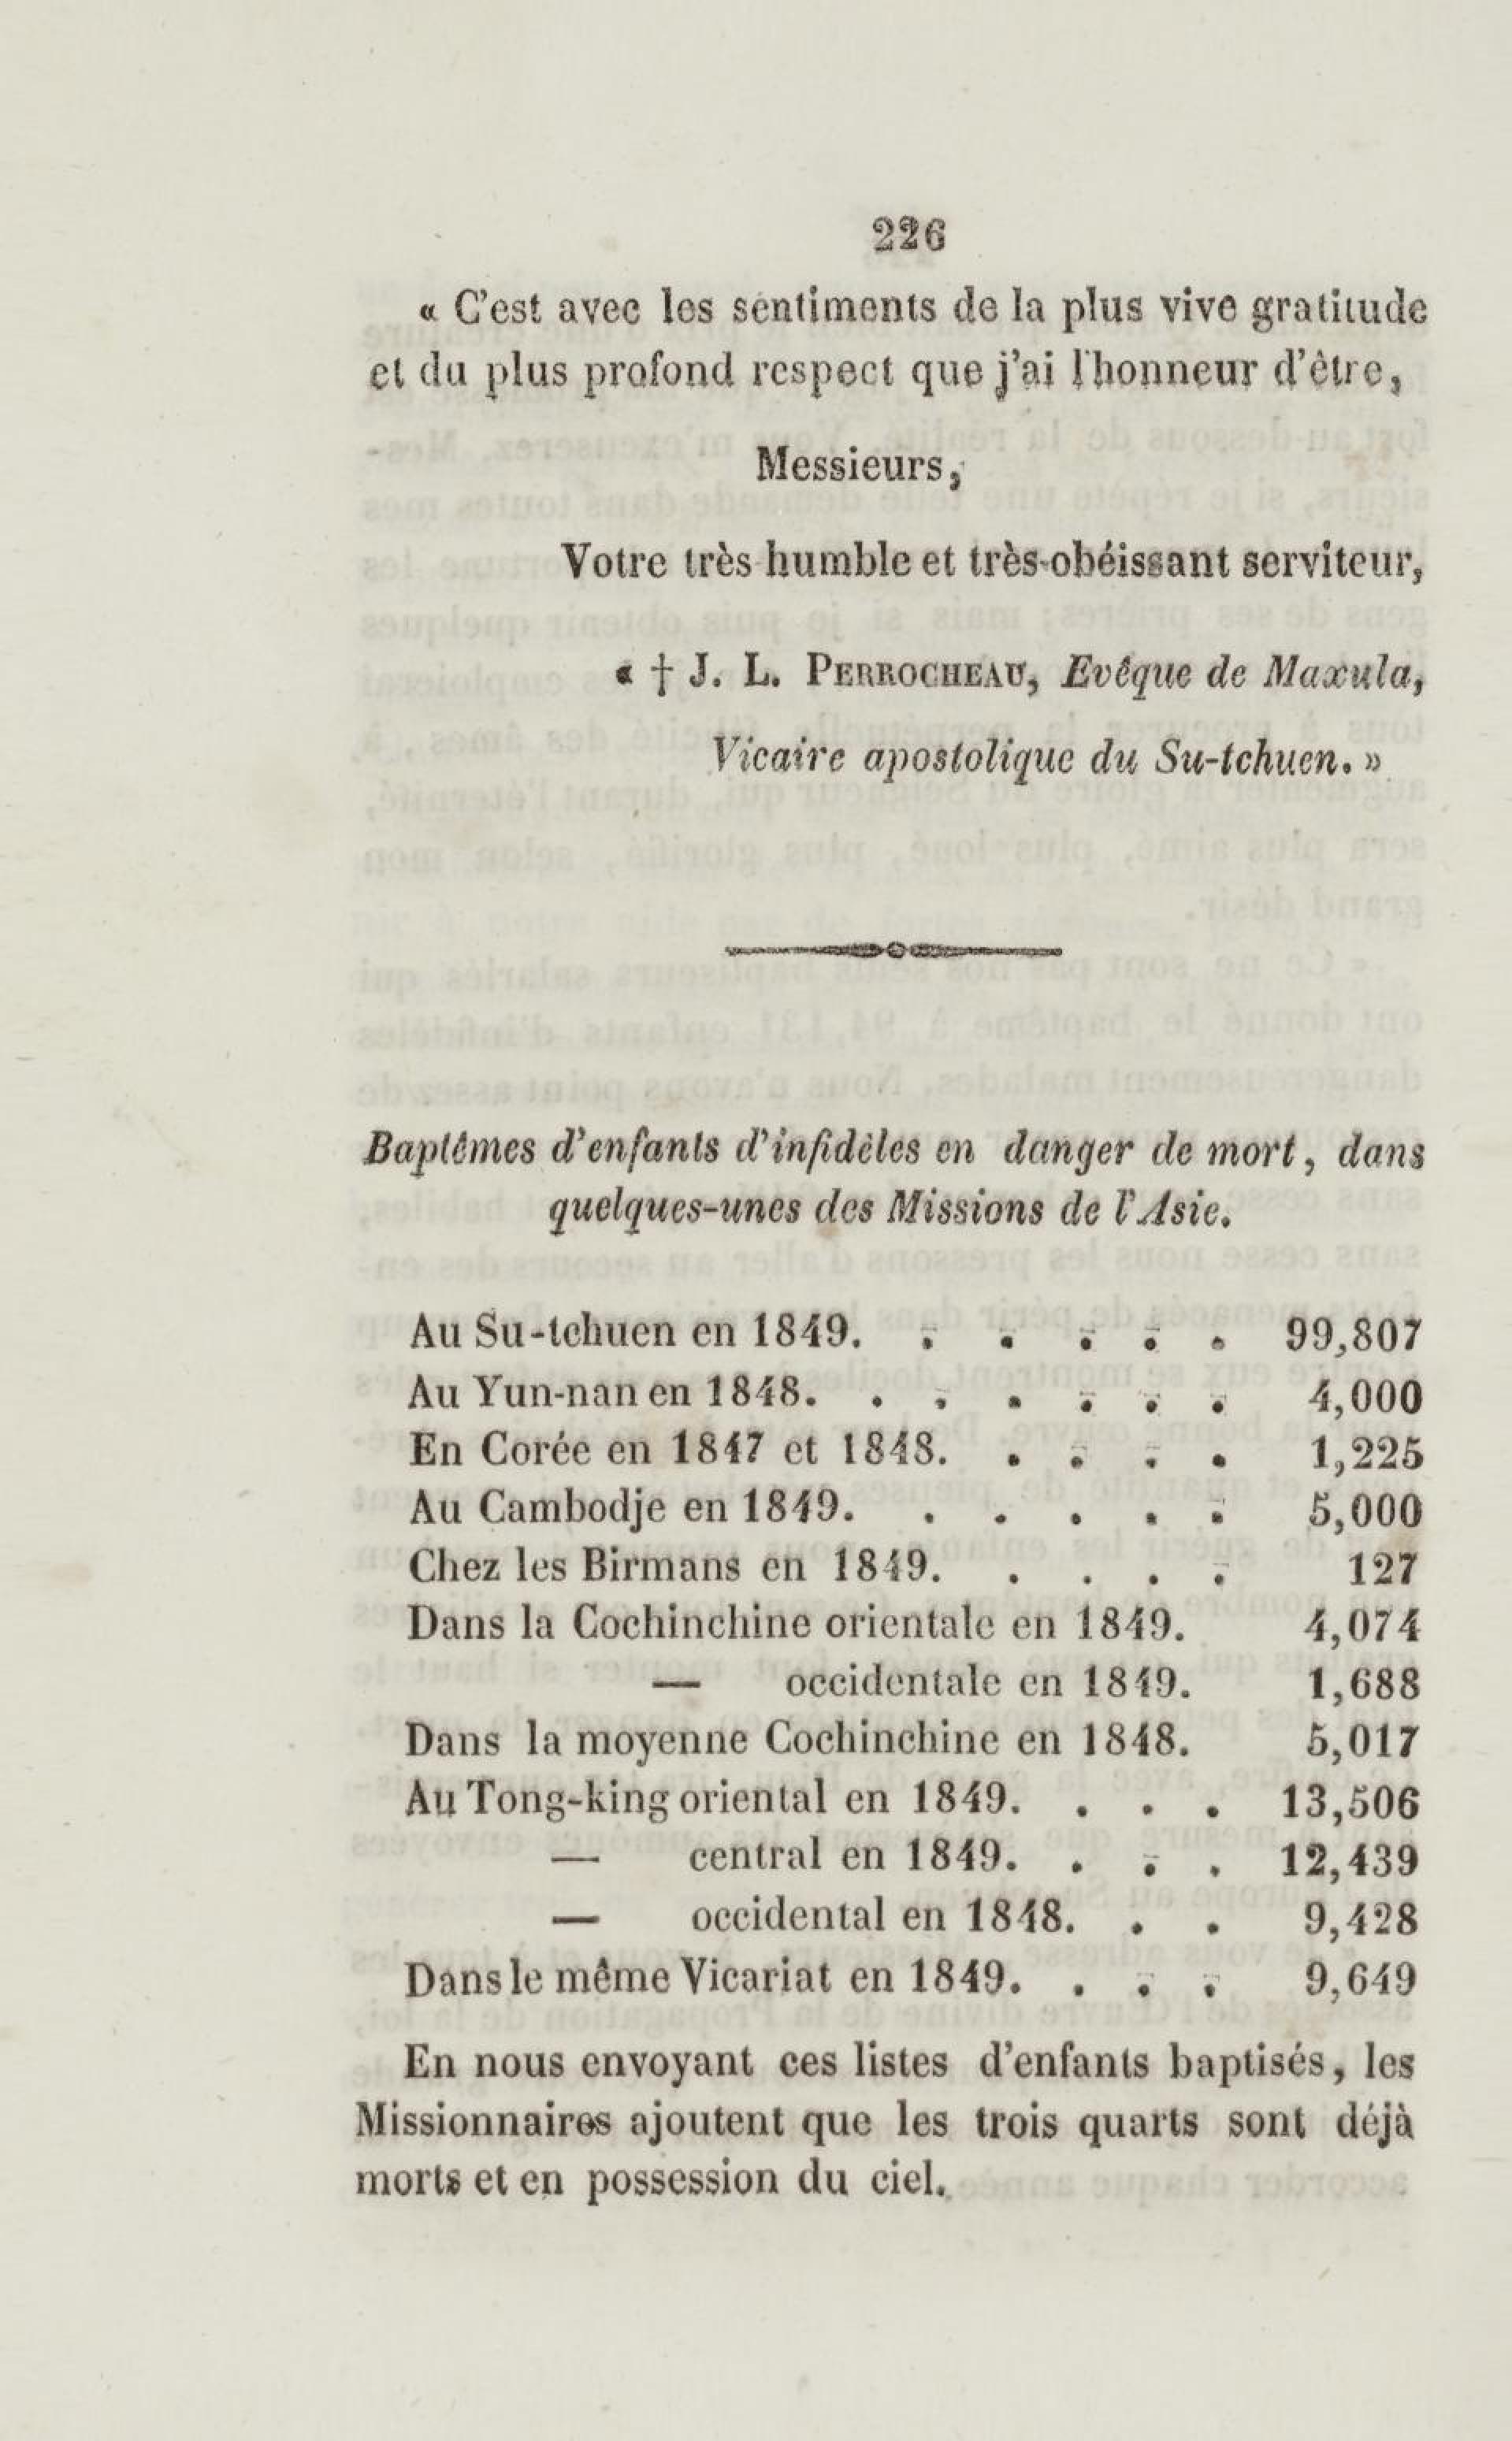 226
« C'est avec les sentiments de la plus vive gratitude
et du plus profond respect que j'ai l'honneur d'être,
Messieurs,
Votre très-humble et très-obéissant serviteur,
« † J. L. PERROCHEAU, Evêque de Maxula,
Vicaire apostolique du Su-tchuen. »
Baptêmes d'enfants d'infidèles en danger de mort, dans
quelques-unes des Missions de l'Asie.
Au Su-tchuen en 1849. . . . . . 99,807
Au Yun-nan en 1848. . . . . . . 4,000
En Corée en 1847 et 1848. . . . . 1,225
Au Cambodje en 1849. . . . . . 5,000
Chez les Birmans en 1849. . . . . 127
Dans la Cochinchine orientale en 1849. 4,074
— occidentale en 1849. 1,688
Dans la moyenne Cochinchine en 1848. 5,017
Au Tong-king oriental en 1849. . . . 13,506
— central en 1849. . . . 12,439
— occidental en 1848. . . 9,428
Dans le même Vicariat en 1849. . . . 9,649
En nous envoyant ces listes d'enfants baptisés, les
Missionnaires ajoutent que les trois quarts sont déjà
morts et en possession du ciel.